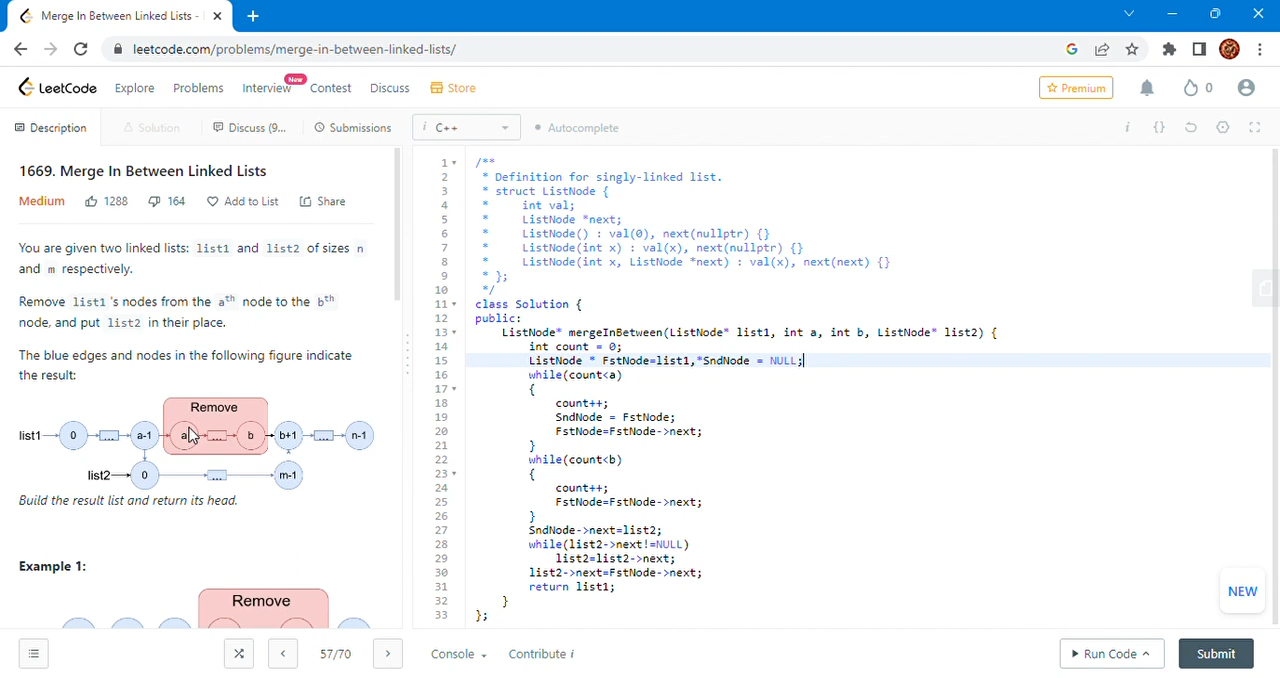 Merge In Between Linked Lists -
leetcode.com/problems/merge-in-between-linked-lists/
LeetCode Explore Problems Interview New Contest Discuss Store Premium 0
Description Solution Discuss (9... Submissions i C++ Autocomplete i {}
1669. Merge In Between Linked Lists
Medium 1288 164 Add to List Share
You are given two linked lists: list1 and list2 of sizes n
and m respectively.
Remove list1 's nodes from the ath node to the bth
node, and put list2 in their place.
The blue edges and nodes in the following figure indicate
the result:
Remove
list1 0 ... a-1 a ... b b+1 ... n-1
list2 0 ... m-1
Build the result list and return its head.
Example 1:
Remove
1 /**
2 * Definition for singly-linked list.
3 * struct ListNode {
4 * int val;
5 * ListNode *next;
6 * ListNode() : val(0), next(nullptr) {}
7 * ListNode(int x) : val(x), next(nullptr) {}
8 * ListNode(int x, ListNode *next) : val(x), next(next) {}
9 * };
10 */
11 class Solution {
12 public:
13 ListNode* mergeInBetween(ListNode* list1, int a, int b, ListNode* list2) {
14 int count = 0;
15 ListNode * FstNode=list1,*SndNode = NULL;
16 while(count<a)
17 {
18 count++;
19 SndNode = FstNode;
20 FstNode=FstNode->next;
21 }
22 while(count<b)
23 {
24 count++;
25 FstNode=FstNode->next;
26 }
27 SndNode->next=list2;
28 while(list2->next!=NULL)
29 list2=list2->next;
30 list2->next=FstNode->next;
31 return list1;
32 }
33 };
NEW
57/70 Console Contribute i Run Code Submit